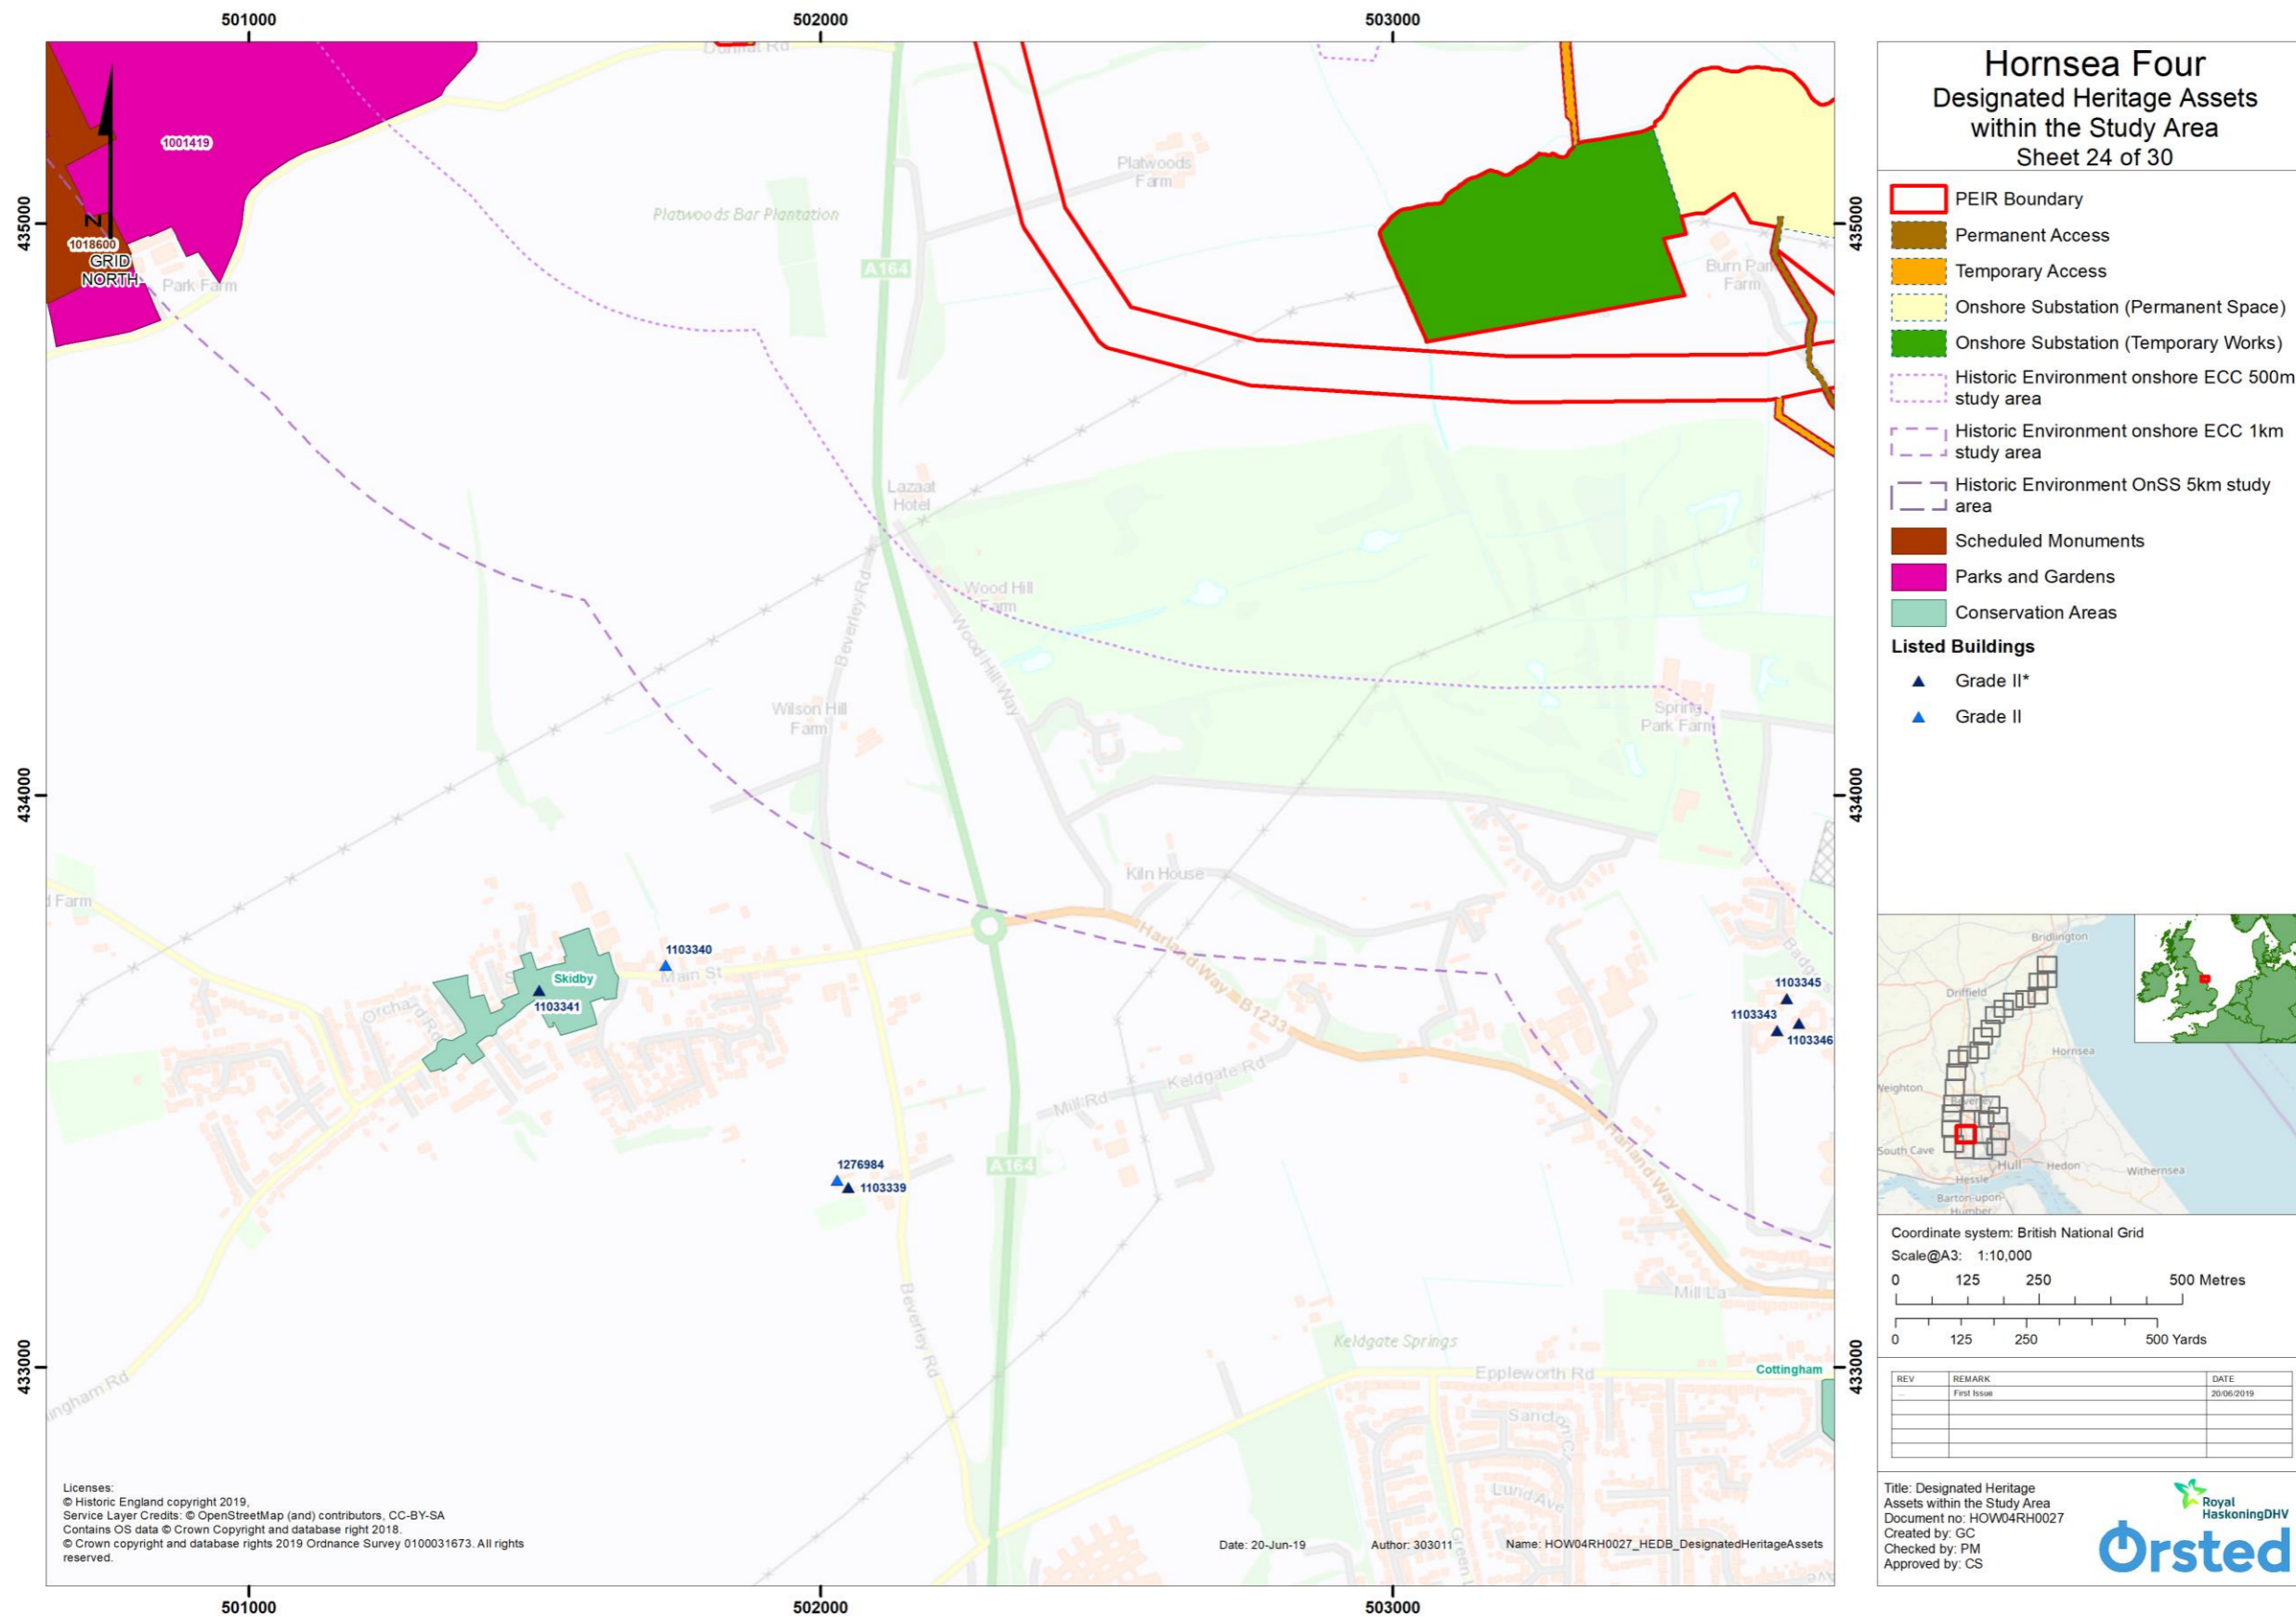 501000
502000
503000
Dunflat Rd
1001419
Platwoods
Farm
435000
435000
Platwoods Bar Plantation
N
1018600
GRID
NORTH
Park Farm
A164
Burn Park
Farm
Lazaat
Hotel
Beverley Rd
Wood Hill
Farm
Wood Hill Way
Wilson Hill
Farm
Spring
Park Farm
434000
434000
Kiln House
d Farm
1103340
Main St
Skidby
1103341
Orchard Rd
Harland Way
B1233
1103345
1103343
1103346
Keldgate Rd
Mill Rd
Harland Way
1276984
1103339
A164
Beverley Rd
Mill La
Keldgate Springs
433000
433000
Eppleworth Rd
Cottingham
ingham Rd
Lund Ave
Licenses:
© Historic England copyright 2019,
Service Layer Credits: © OpenStreetMap (and) contributors, CC-BY-SA
Contains OS data © Crown Copyright and database right 2018.
© Crown copyright and database rights 2019 Ordnance Survey 0100031673. All rights
reserved.
Date: 20-Jun-19
Author: 303011
Name: HOW04RH0027_HEDB_DesignatedHeritageAssets
501000
502000
503000
Hornsea Four
Designated Heritage Assets
within the Study Area
Sheet 24 of 30
PEIR Boundary
Permanent Access
Temporary Access
Onshore Substation (Permanent Space)
Onshore Substation (Temporary Works)
Historic Environment onshore ECC 500m
study area
Historic Environment onshore ECC 1km
study area
Historic Environment OnSS 5km study
area
Scheduled Monuments
Parks and Gardens
Conservation Areas
Listed Buildings
Grade II*
Grade II
Bridlington
Driffield
Hornsea
Weighton
Beverley
South Cave
Hull
Hedon
Withernsea
Hessle
Barton-upon-
Humber
Coordinate system: British National Grid
Scale@A3: 1:10,000
0 125 250 500 Metres
0 125 250 500 Yards
REV REMARK DATE
... First Issue 20/06/2019
Title: Designated Heritage
Assets within the Study Area
Document no: HOW04RH0027
Created by: GC
Checked by: PM
Approved by: CS
Royal
HaskoningDHV
Orsted